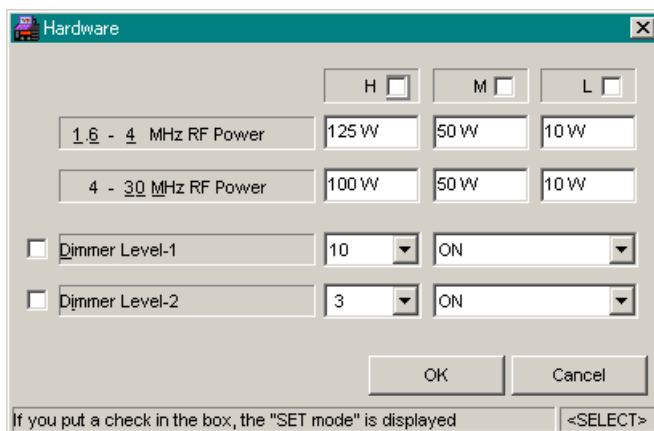 Hardware
H M L
1.6 - 4 MHz RF Power 125 W 50 W 10 W
4 - 30 MHz RF Power 100 W 50 W 10 W
Dimmer Level-1 10 ON
Dimmer Level-2 3 ON
OK Cancel
If you put a check in the box, the "SET mode" is displayed <SELECT>